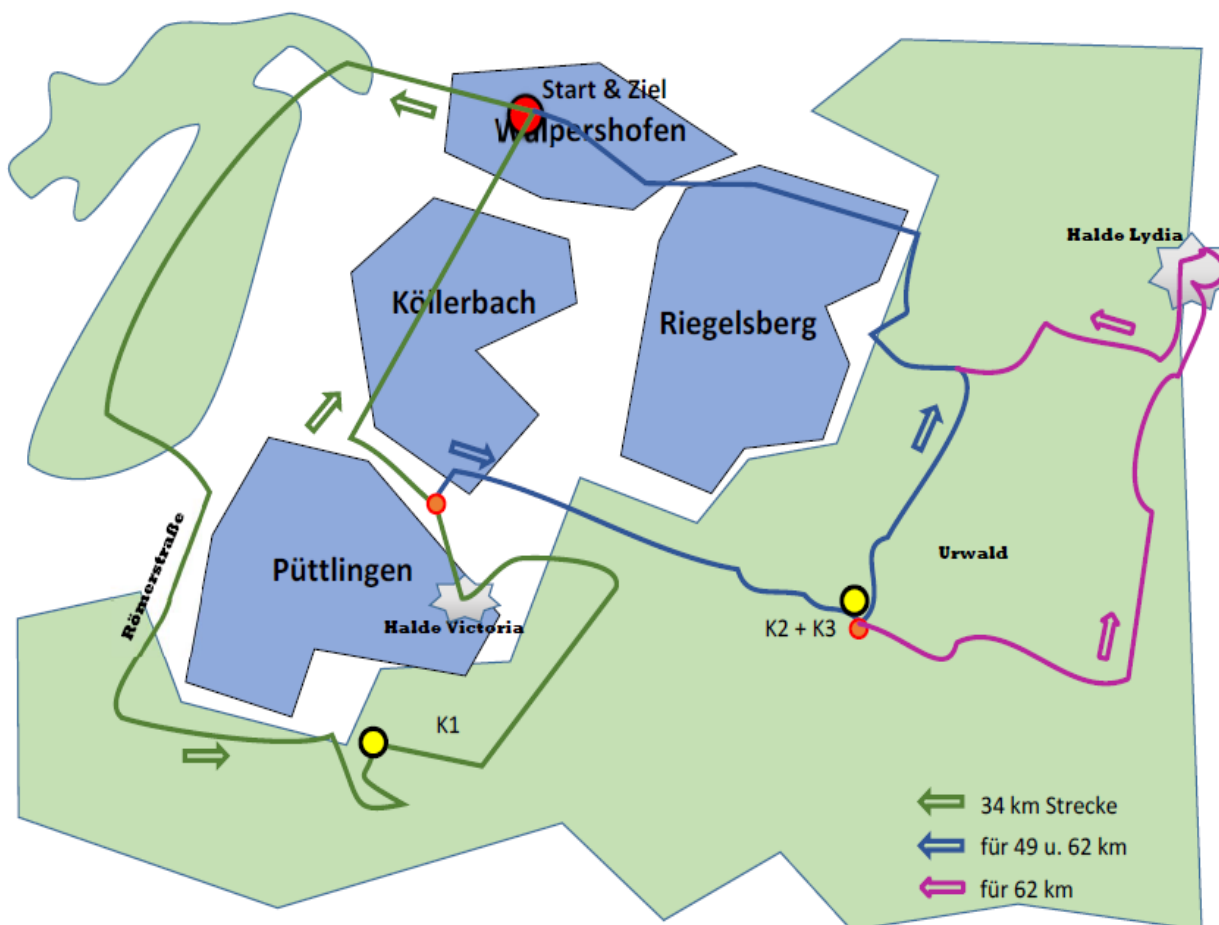 Start & Ziel
Walpershofen
Halde Lydia
Köllerbach
Riegelsberg
Römerstraße
Püttlingen
Urwald
Halde Victoria
K2 + K3
K1
34 km Strecke
für 49 u. 62 km
für 62 km